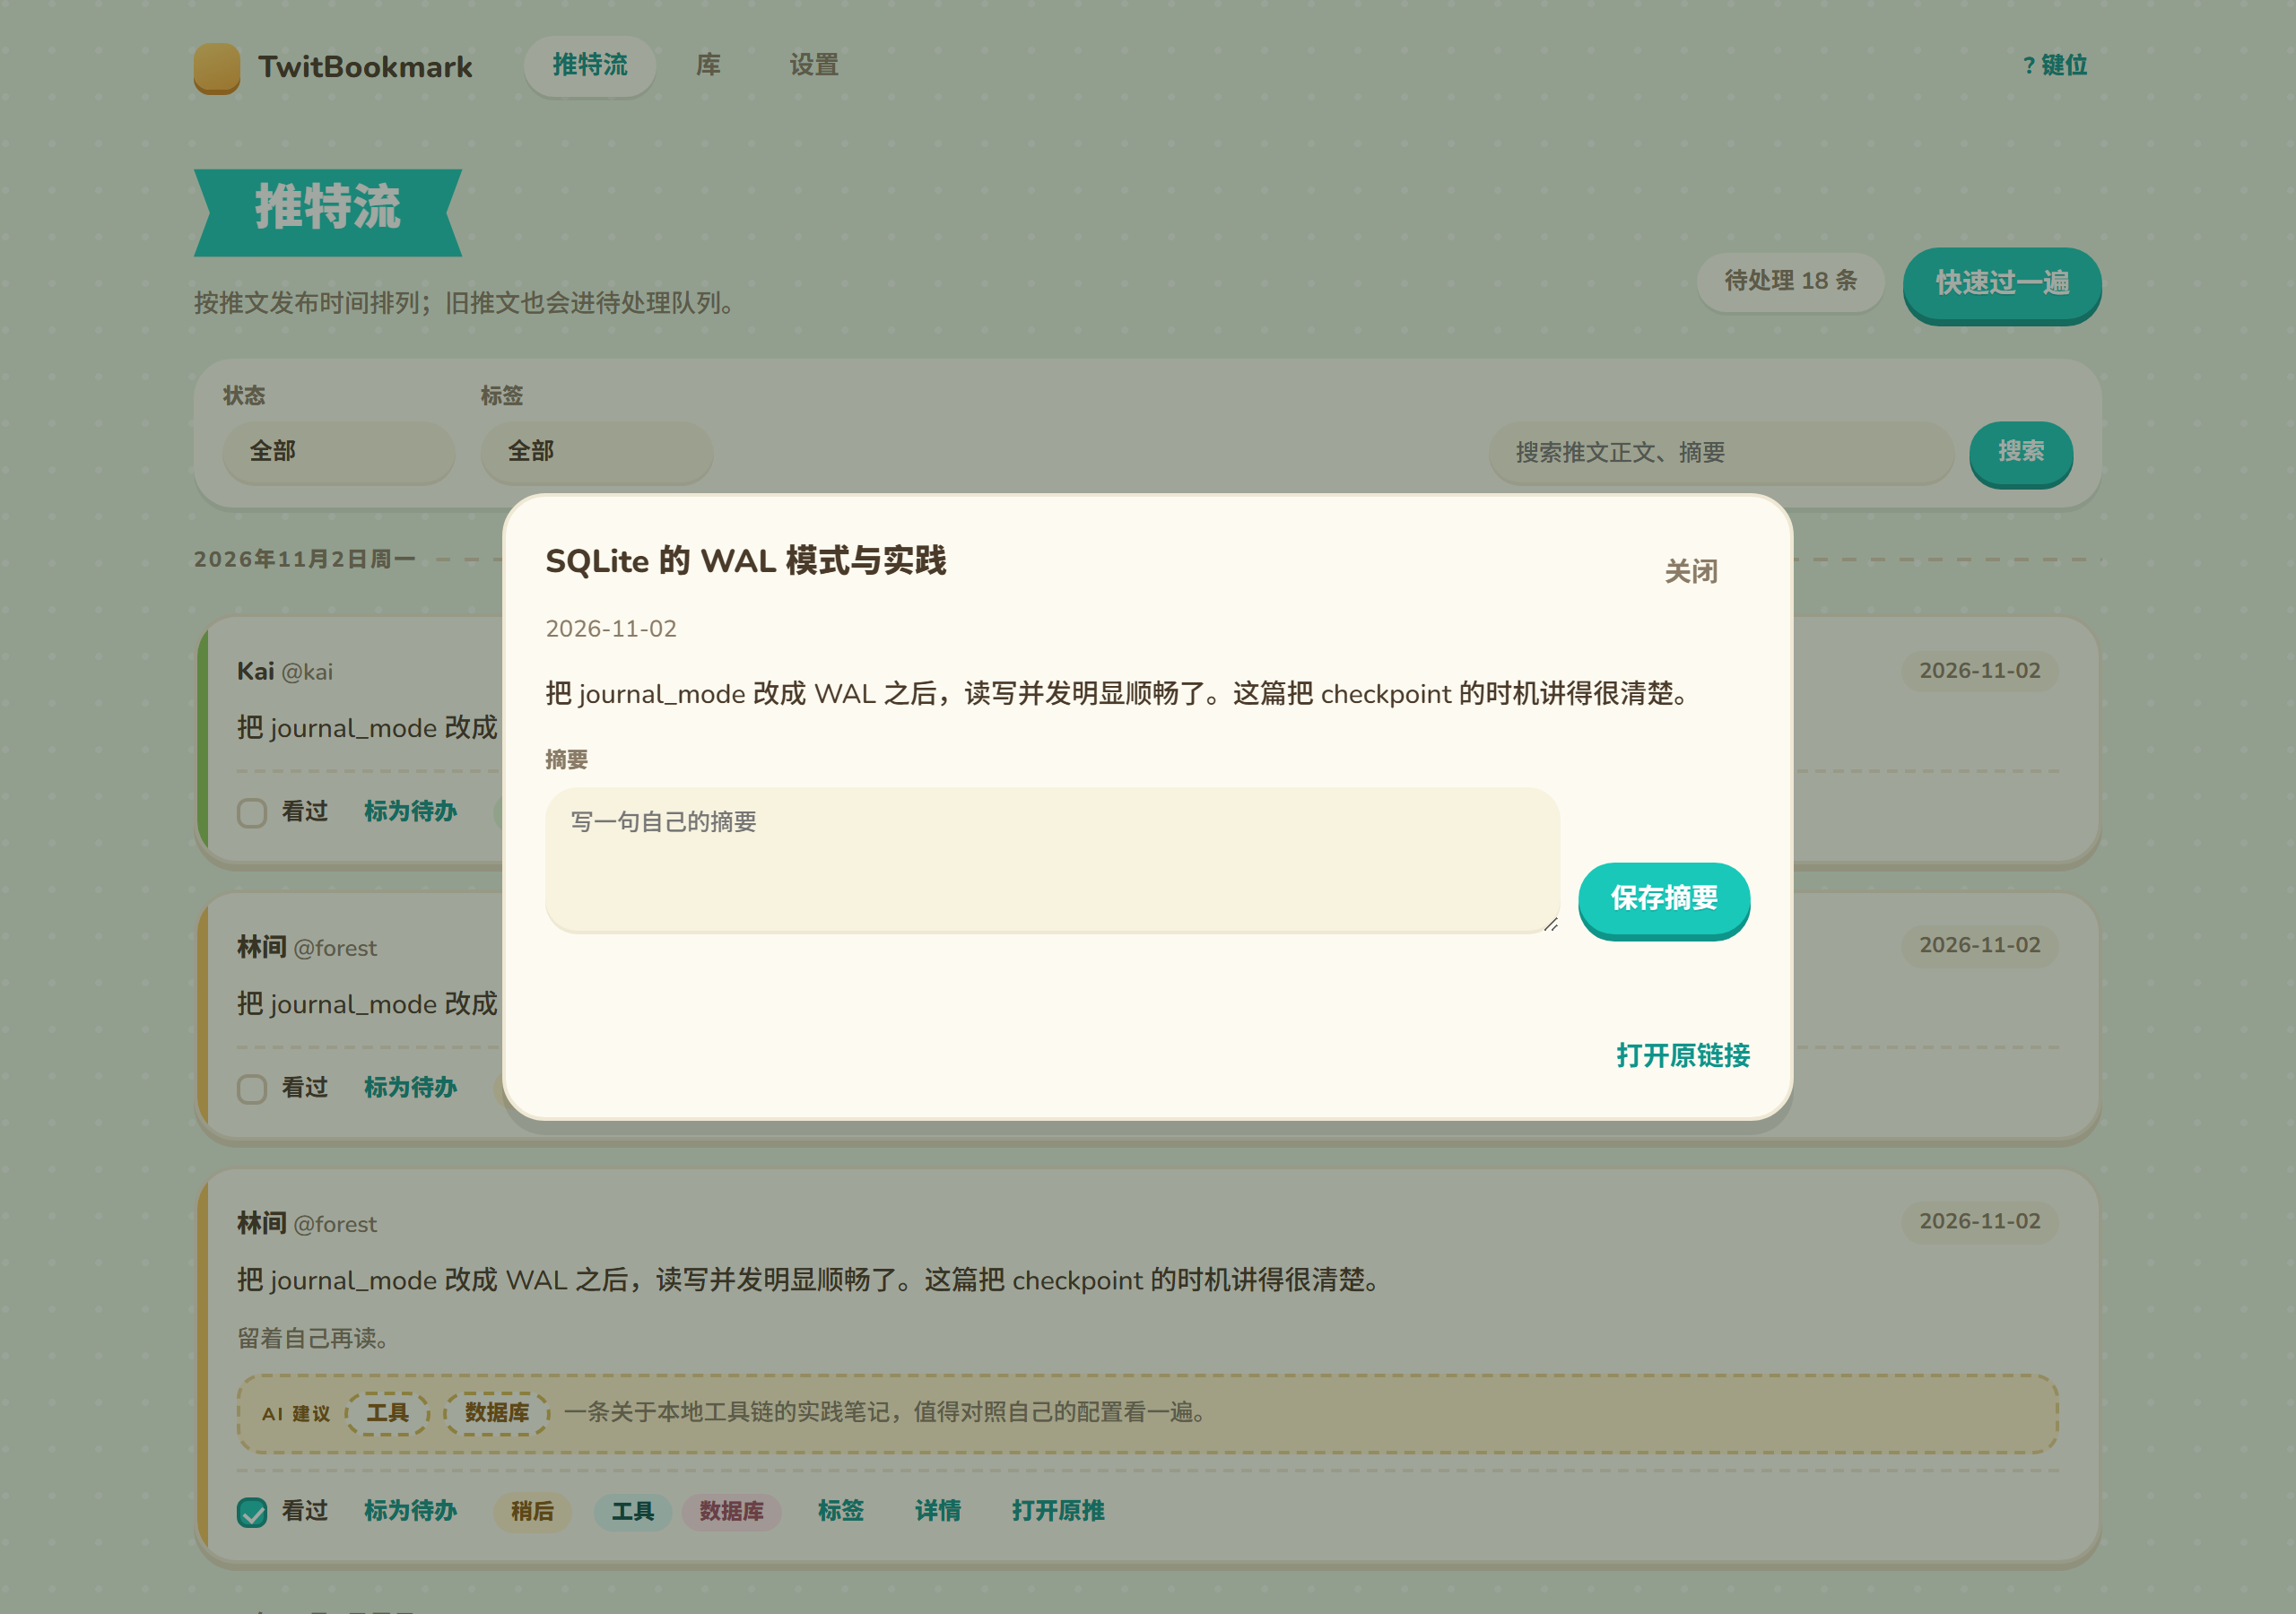 TwitBookmark
推特流
库
设置
? 键位
推特流
按推文发布时间排列；旧推文也会进待处理队列。
待处理 18 条
快速过一遍
状态
标签
全部
全部
搜索推文正文、摘要
搜索
2026年11月2日周一
SQLite 的 WAL 模式与实践
关闭
2026-11-02
把 journal_mode 改成 WAL 之后，读写并发明显顺畅了。这篇把 checkpoint 的时机讲得很清楚。
摘要
写一句自己的摘要
保存摘要
打开原链接
Kai @kai
2026-11-02
把 journal_mode 改成
看过
标为待办
林间 @forest
2026-11-02
把 journal_mode 改成
看过
标为待办
林间 @forest
2026-11-02
把 journal_mode 改成 WAL 之后，读写并发明显顺畅了。这篇把 checkpoint 的时机讲得很清楚。
留着自己再读。
AI 建议 工具 数据库 一条关于本地工具链的实践笔记，值得对照自己的配置看一遍。
看过 标为待办 稍后 工具 数据库 标签 详情 打开原推